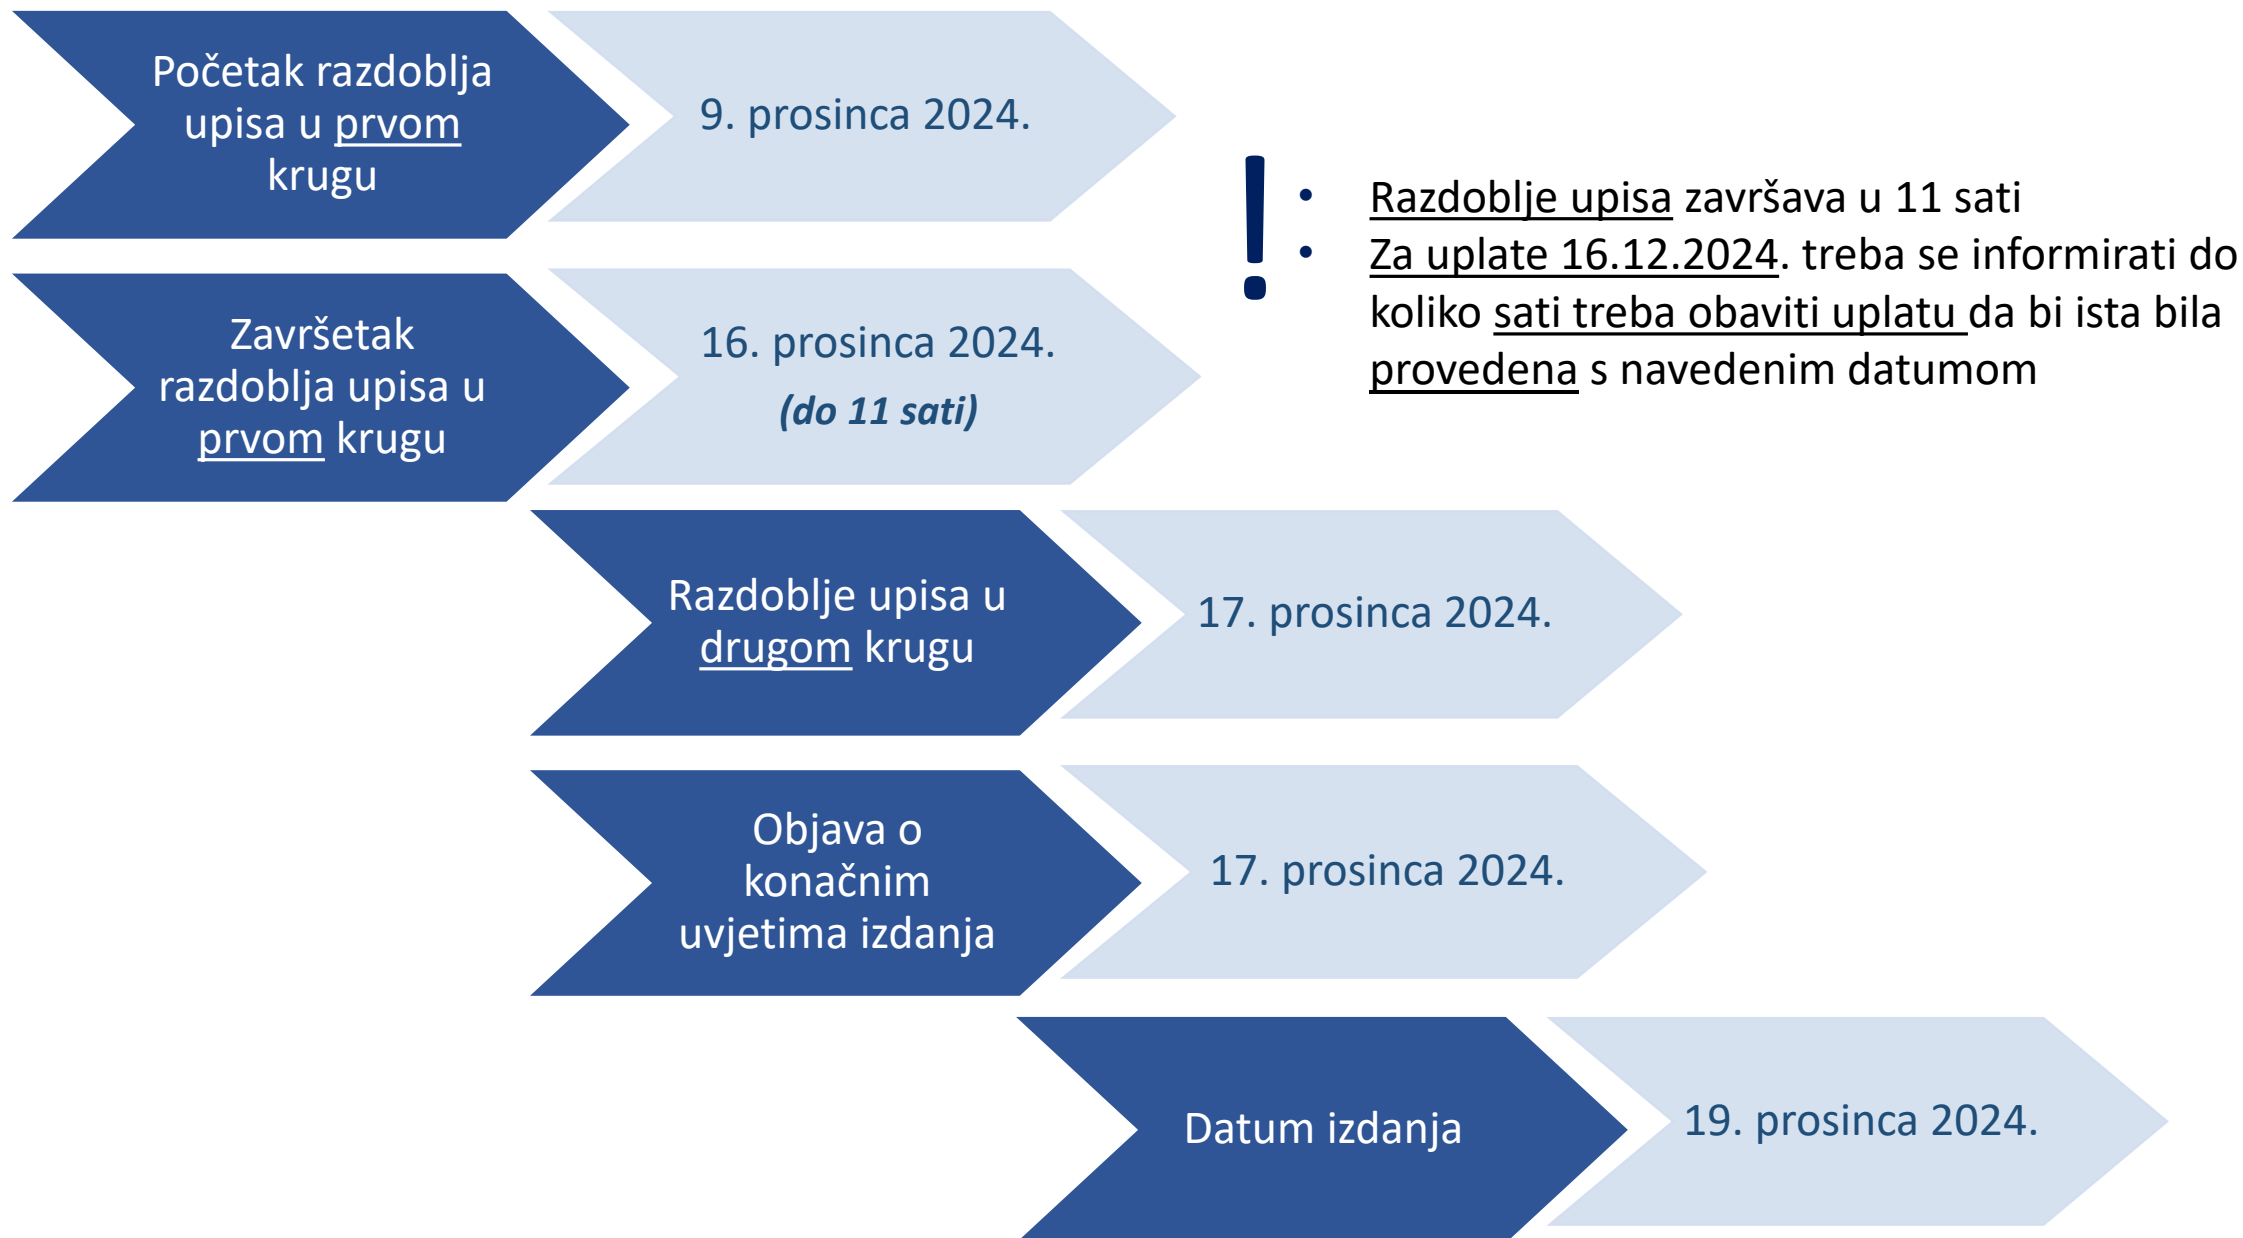 Početak razdoblja
upisa u prvom
krugu
9. prosinca 2024.
!
• Razdoblje upisa završava u 11 sati
• Za uplate 16.12.2024. treba se informirati do
koliko sati treba obaviti uplatu da bi ista bila
provedena s navedenim datumom
Završetak
razdoblja upisa u
prvom krugu
16. prosinca 2024.
(do 11 sati)
Razdoblje upisa u
drugom krugu
17. prosinca 2024.
Objava o
konačnim
uvjetima izdanja
17. prosinca 2024.
Datum izdanja
19. prosinca 2024.